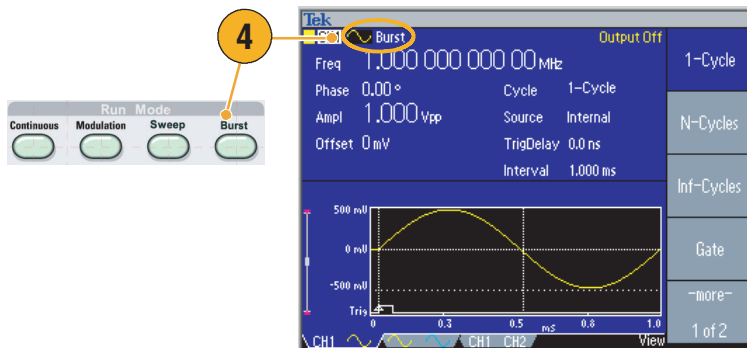 4
Run Mode
Continuous Modulation Sweep Burst
Tek
CH1 Burst Output Off
Freq 1.000 000 000 00 MHz
Phase 0.00 °
Ampl 1.000 Vpp
Offset 0 mV
Cycle 1-Cycle
Source Internal
TrigDelay 0.0 ns
Interval 1.000 ms
500 mV
0 mV
-500 mV
Trig
0 0.3 0.5 ms 0.8 1.0
CH1 CH1 CH2 View
1-Cycle
N-Cycles
Inf-Cycles
Gate
-more-
1 of 2